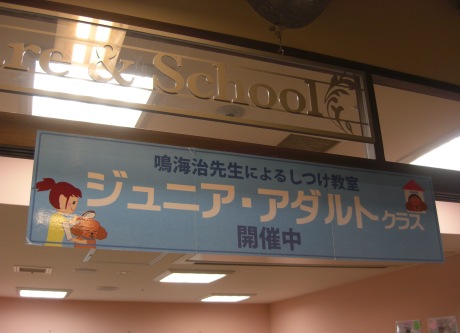 re & School
鳴海治先生によるしつけ教室
ジュニア・アダルトクラス
開催中